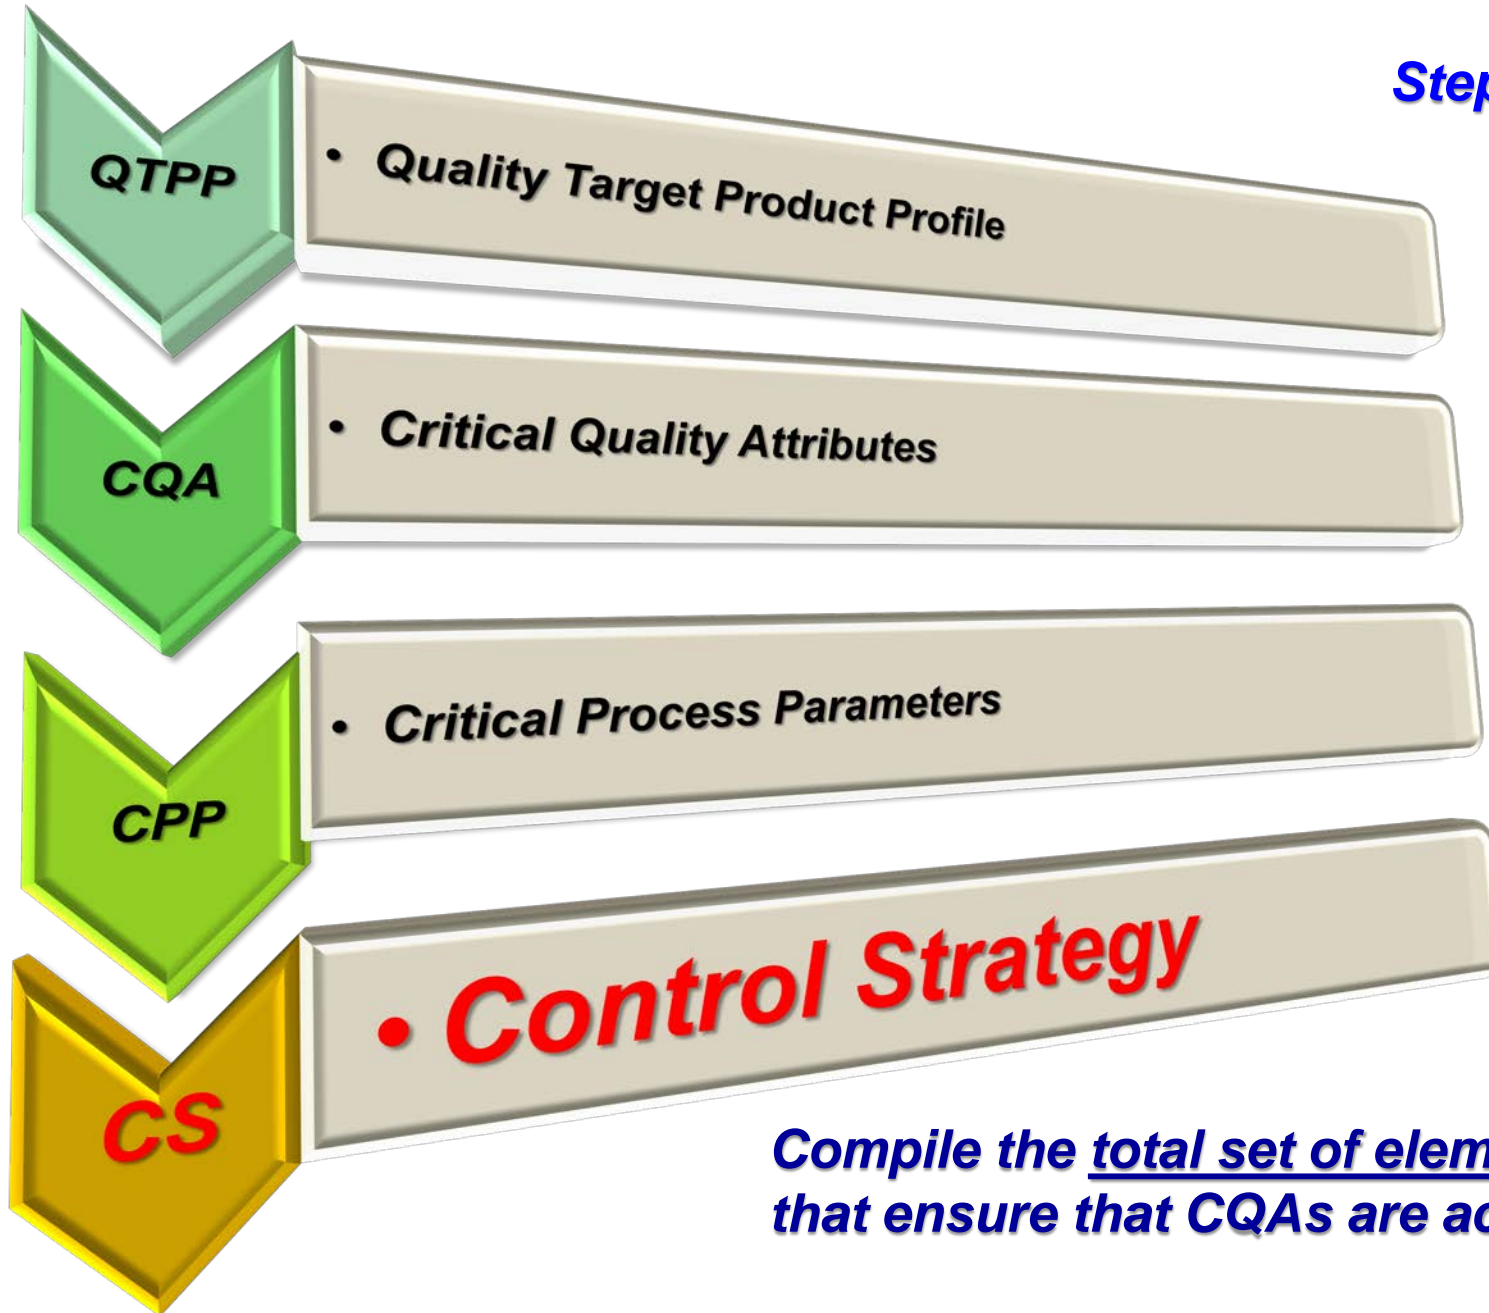 Step
QTPP
• Quality Target Product Profile
CQA
• Critical Quality Attributes
CPP
• Critical Process Parameters
CS
• Control Strategy
Compile the total set of elem
that ensure that CQAs are ac